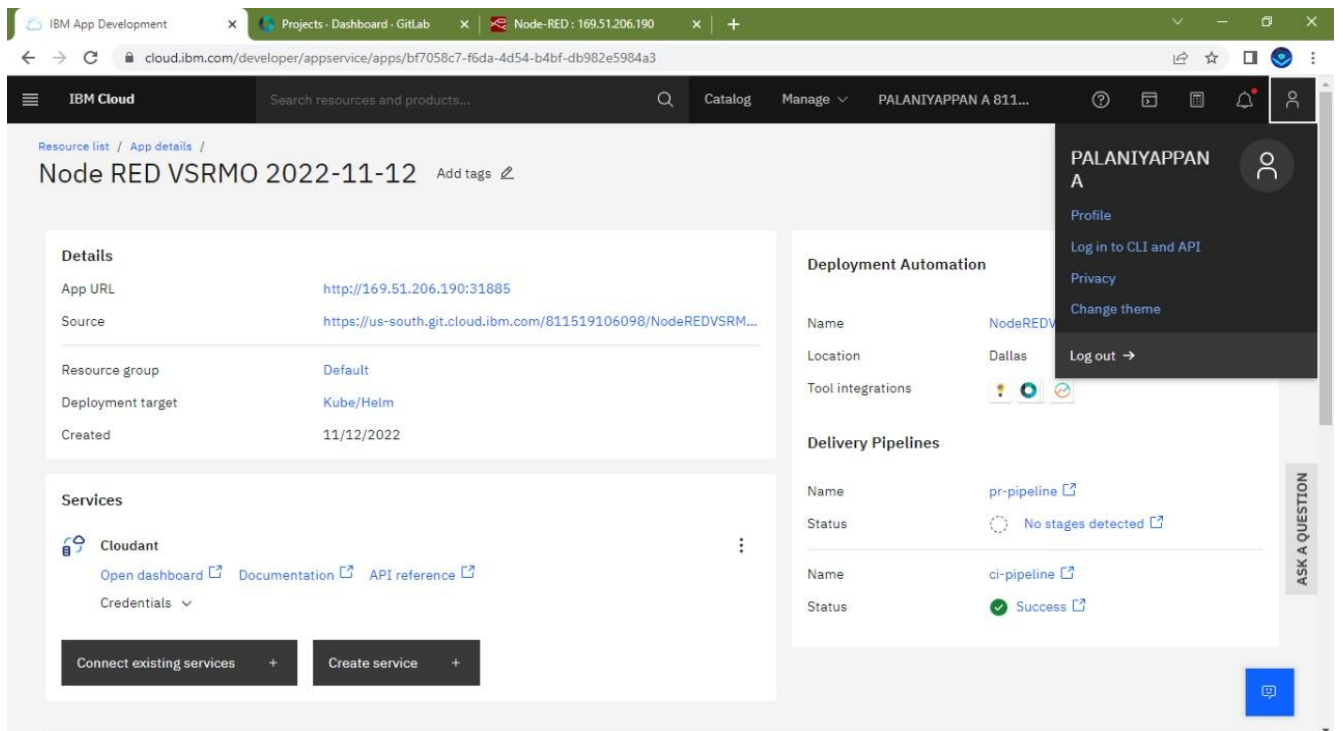 IBM App Development
Projects · Dashboard · GitLab
Node-RED : 169.51.206.190
cloud.ibm.com/developer/appservice/apps/bf7058c7-f6da-4d54-b4bf-db982e5984a3
IBM Cloud
Search resources and products...
Catalog
Manage
PALANIYAPPAN A 811...
Resource list / App details /
Node RED VSRMO 2022-11-12
Add tags
PALANIYAPPAN
A
Profile
Log in to CLI and API
Privacy
Change theme
Log out →
Details
App URL http://169.51.206.190:31885
Source https://us-south.git.cloud.ibm.com/811519106098/NodeREDVSRM...
Resource group Default
Deployment target Kube/Helm
Created 11/12/2022
Services
Cloudant
Open dashboard Documentation API reference
Credentials
Connect existing services +
Create service +
Deployment Automation
Name NodeREDV
Location Dallas
Tool integrations
Delivery Pipelines
Name pr-pipeline
Status No stages detected
Name ci-pipeline
Status Success
ASK A QUESTION